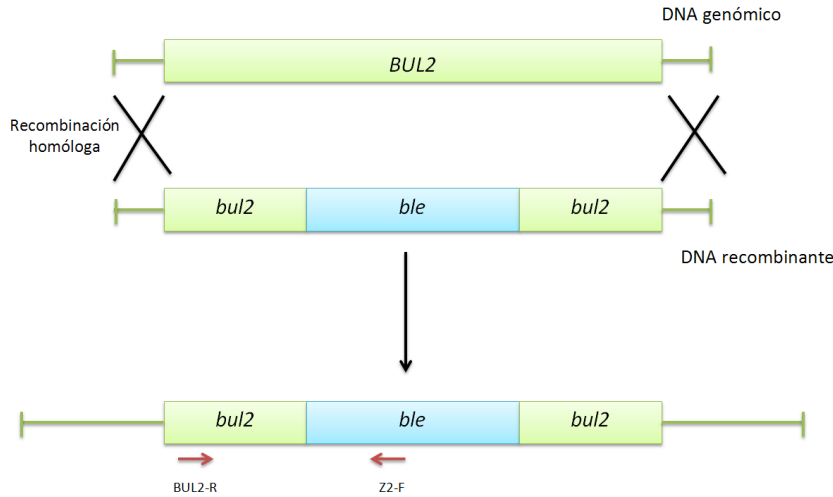 DNA genómico
BUL2
Recombinación
homóloga
bul2 ble bul2
DNA recombinante
bul2 ble bul2
BUL2-R Z2-F